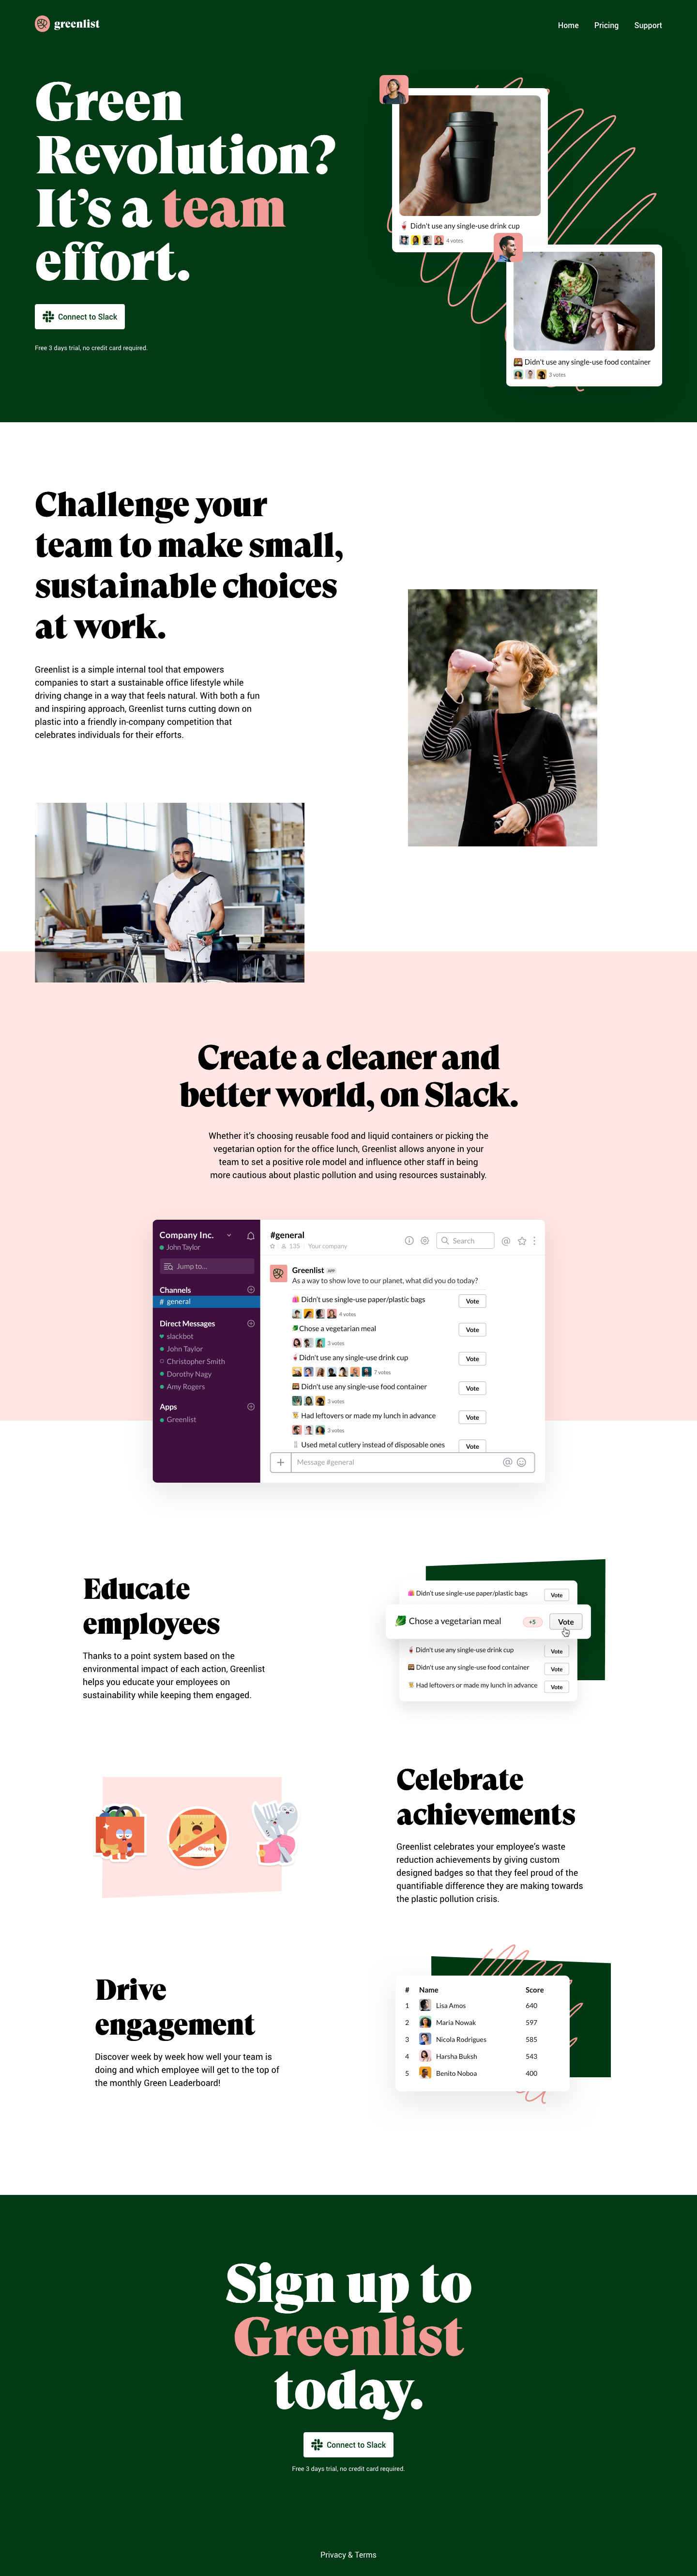 greenlist
Home Pricing Support
Green
Revolution?
It's a team
effort.
Connect to Slack
Free 3 days trial, no credit card required.
Didn't use any single-use drink cup
4 votes
Didn't use any single-use food container
3 votes
Challenge your
team to make small,
sustainable choices
at work.
Greenlist is a simple internal tool that empowers
companies to start a sustainable office lifestyle while
driving change in a way that feels natural. With both a fun
and inspiring approach, Greenlist turns cutting down on
plastic into a friendly in-company competition that
celebrates individuals for their efforts.
Create a cleaner and
better world, on Slack.
Whether it's choosing reusable food and liquid containers or picking the
vegetarian option for the office lunch, Greenlist allows anyone in your
team to set a positive role model and influence other staff in being
more cautious about plastic pollution and using resources sustainably.
Company Inc.
John Taylor
Jump to...
Channels
# general
Direct Messages
slackbot
John Taylor
Christopher Smith
Dorothy Nagy
Amy Rogers
Apps
Greenlist
#general
135 Your company
Search
Greenlist APP
As a way to show love to our planet, what did you do today?
Didn't use single-use paper/plastic bags Vote
4 votes
Chose a vegetarian meal Vote
3 votes
Didn't use any single-use drink cup Vote
7 votes
Didn't use any single-use food container Vote
3 votes
Had leftovers or made my lunch in advance Vote
3 votes
Used metal cutlery instead of disposable ones Vote
Message #general
Educate
employees
Thanks to a point system based on the
environmental impact of each action, Greenlist
helps you educate your employees on
sustainability while keeping them engaged.
Didn't use single-use paper/plastic bags Vote
Chose a vegetarian meal +5 Vote
Didn't use any single-use drink cup Vote
Didn't use any single-use food container Vote
Had leftovers or made my lunch in advance Vote
Chips
Celebrate
achievements
Greenlist celebrates your employee's waste
reduction achievements by giving custom
designed badges so that they feel proud of the
quantifiable difference they are making towards
the plastic pollution crisis.
Drive
engagement
Discover week by week how well your team is
doing and which employee will get to the top of
the monthly Green Leaderboard!
# Name Score
1 Lisa Amos 640
2 Maria Nowak 597
3 Nicola Rodrigues 585
4 Harsha Buksh 543
5 Benito Noboa 400
Sign up to
Greenlist
today.
Connect to Slack
Free 3 days trial, no credit card required.
Privacy & Terms